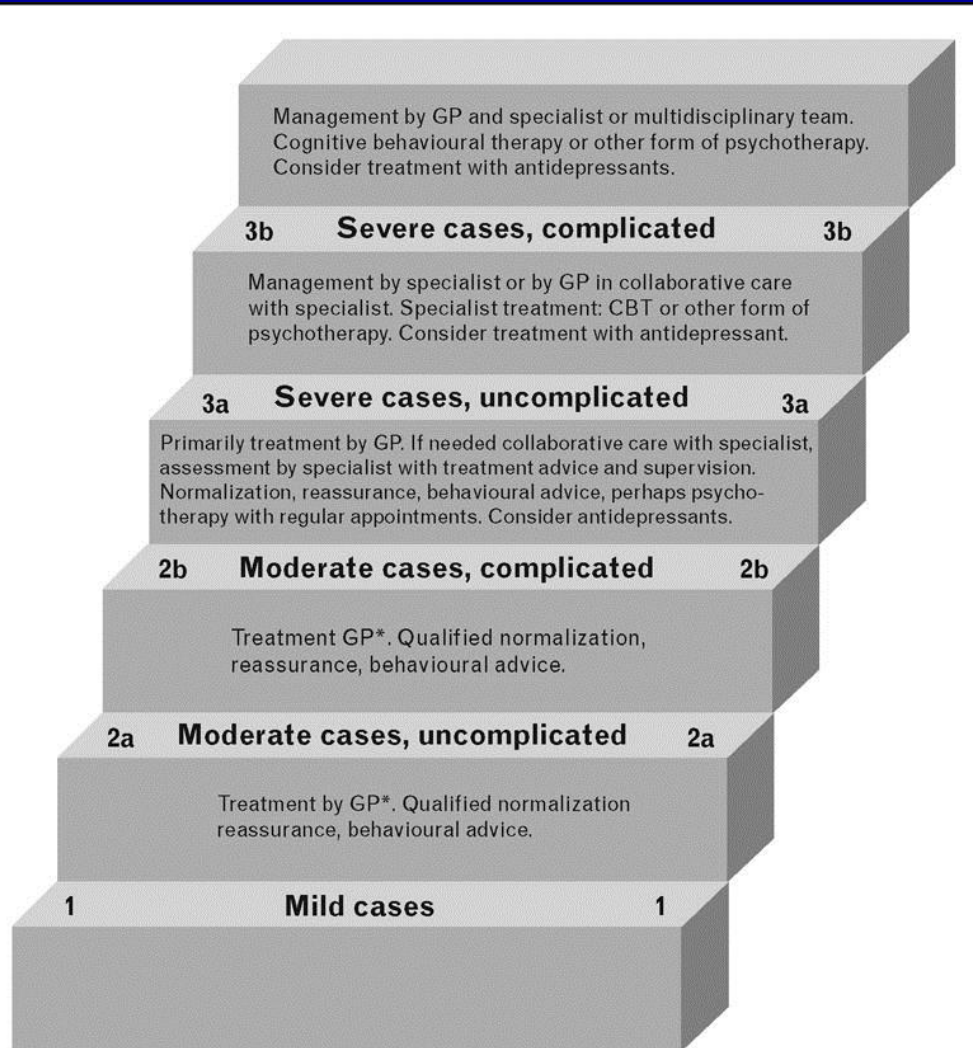 Management by GP and specialist or multidisciplinary team.
Cognitive behavioural therapy or other form of psychotherapy.
Consider treatment with antidepressants.
3b Severe cases, complicated 3b
Management by specialist or by GP in collaborative care
with specialist. Specialist treatment: CBT or other form of
psychotherapy. Consider treatment with antidepressant.
3a Severe cases, uncomplicated 3a
Primarily treatment by GP. If needed collaborative care with specialist,
assessment by specialist with treatment advice and supervision.
Normalization, reassurance, behavioural advice, perhaps psycho-
therapy with regular appointments. Consider antidepressants.
2b Moderate cases, complicated 2b
Treatment GP*. Qualified normalization,
reassurance, behavioural advice.
2a Moderate cases, uncomplicated 2a
Treatment by GP*. Qualified normalization
reassurance, behavioural advice.
1 Mild cases 1